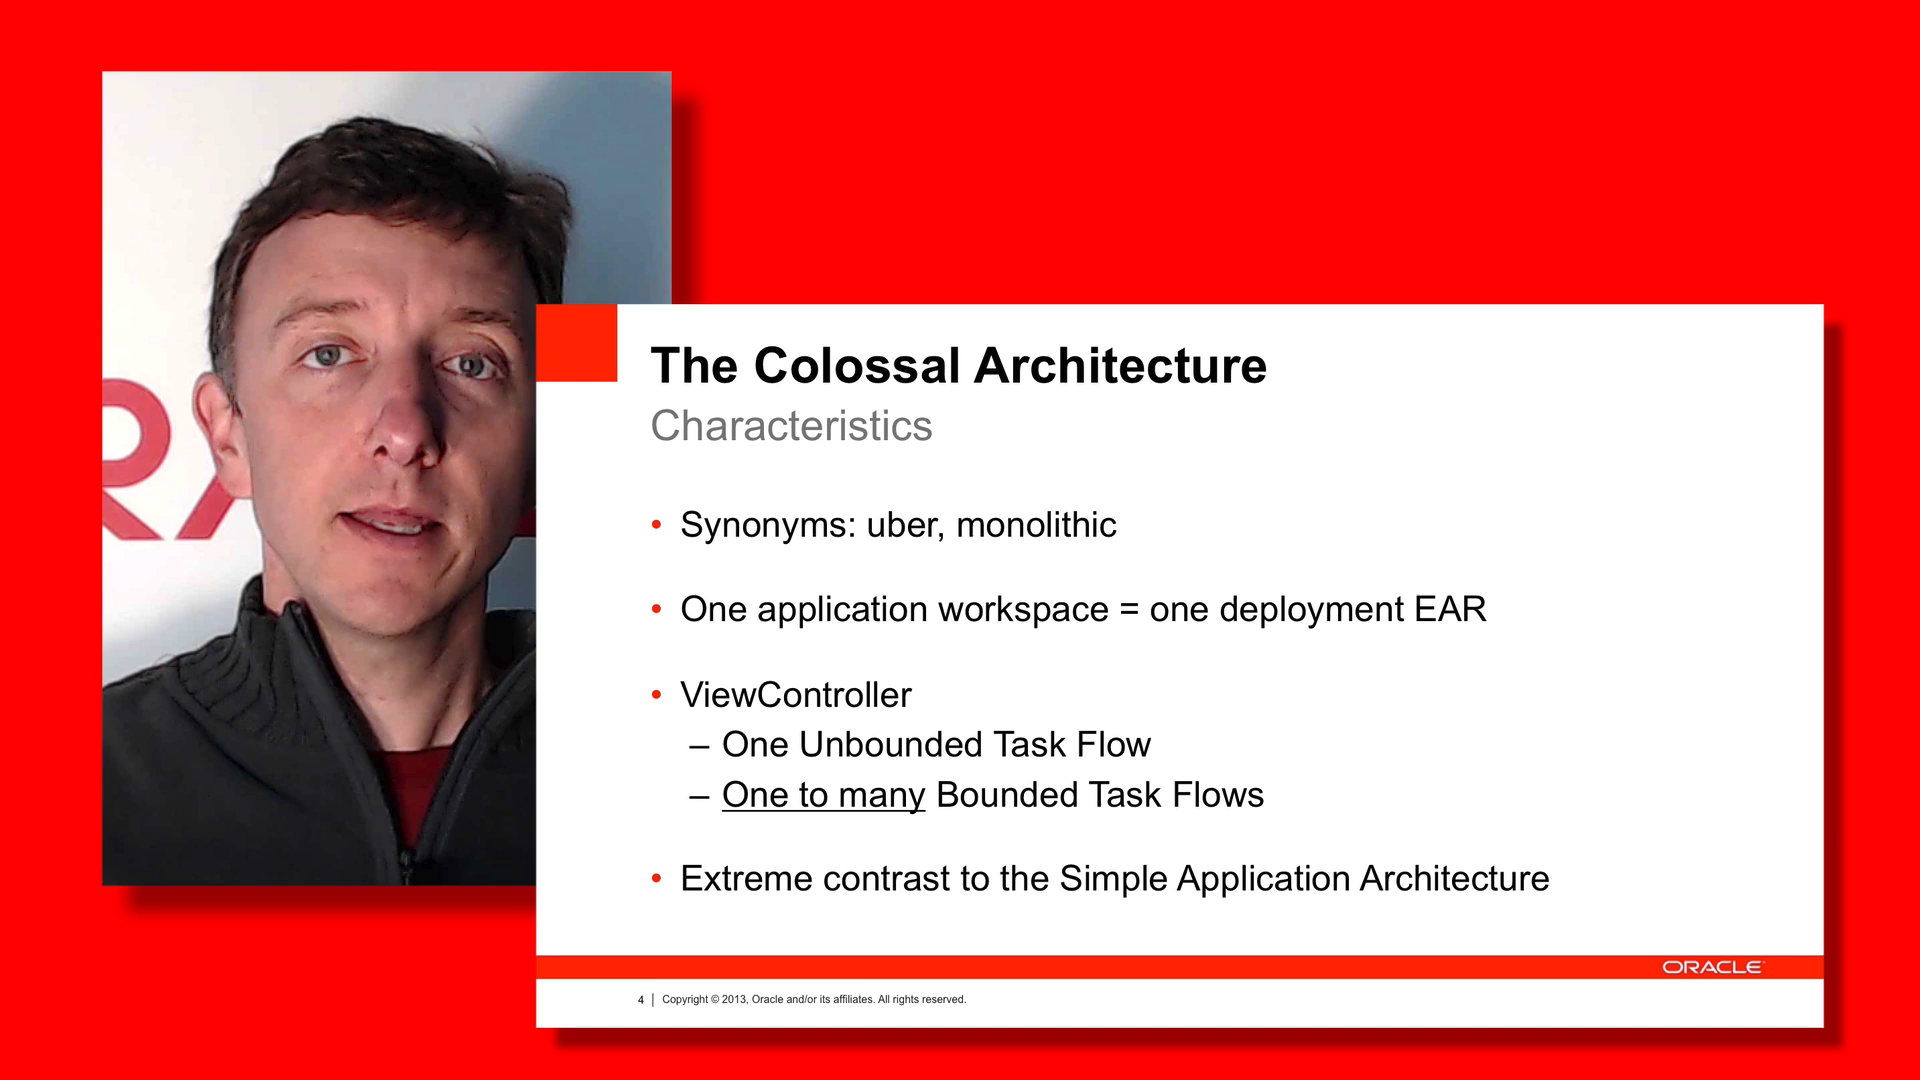 RA
The Colossal Architecture
Characteristics
• Synonyms: uber, monolithic
• One application workspace = one deployment EAR
• ViewController
– One Unbounded Task Flow
– One to many Bounded Task Flows
• Extreme contrast to the Simple Application Architecture
ORACLE
4 | Copyright © 2013, Oracle and/or its affiliates. All rights reserved.